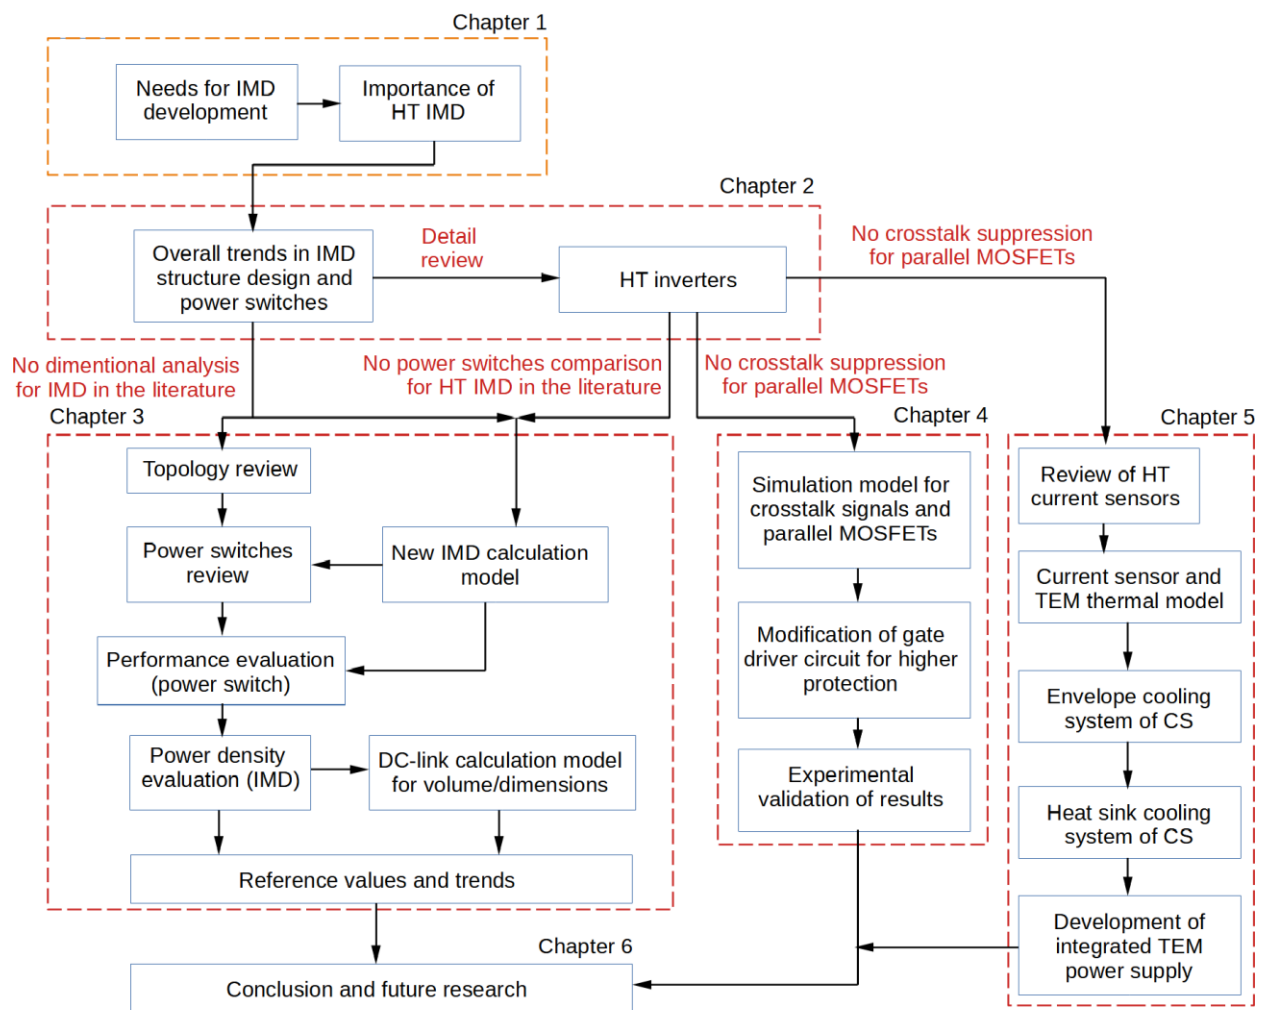 Chapter 1
Needs for IMD
development
Importance of
HT IMD
Chapter 2
Overall trends in IMD
structure design and
power switches
Detail
review
HT inverters
No crosstalk suppression
for parallel MOSFETs
No dimentional analysis
for IMD in the literature
No power switches comparison
for HT IMD in the literature
No crosstalk suppression
for parallel MOSFETs
Chapter 3
Topology review
Power switches
review
New IMD calculation
model
Performance evaluation
(power switch)
Power density
evaluation (IMD)
DC-link calculation model
for volume/dimensions
Reference values and trends
Chapter 4
Simulation model for
crosstalk signals and
parallel MOSFETs
Modification of gate
driver circuit for higher
protection
Experimental
validation of results
Chapter 5
Review of HT
current sensors
Current sensor and
TEM thermal model
Envelope cooling
system of CS
Heat sink cooling
system of CS
Development of
integrated TEM
power supply
Chapter 6
Conclusion and future research